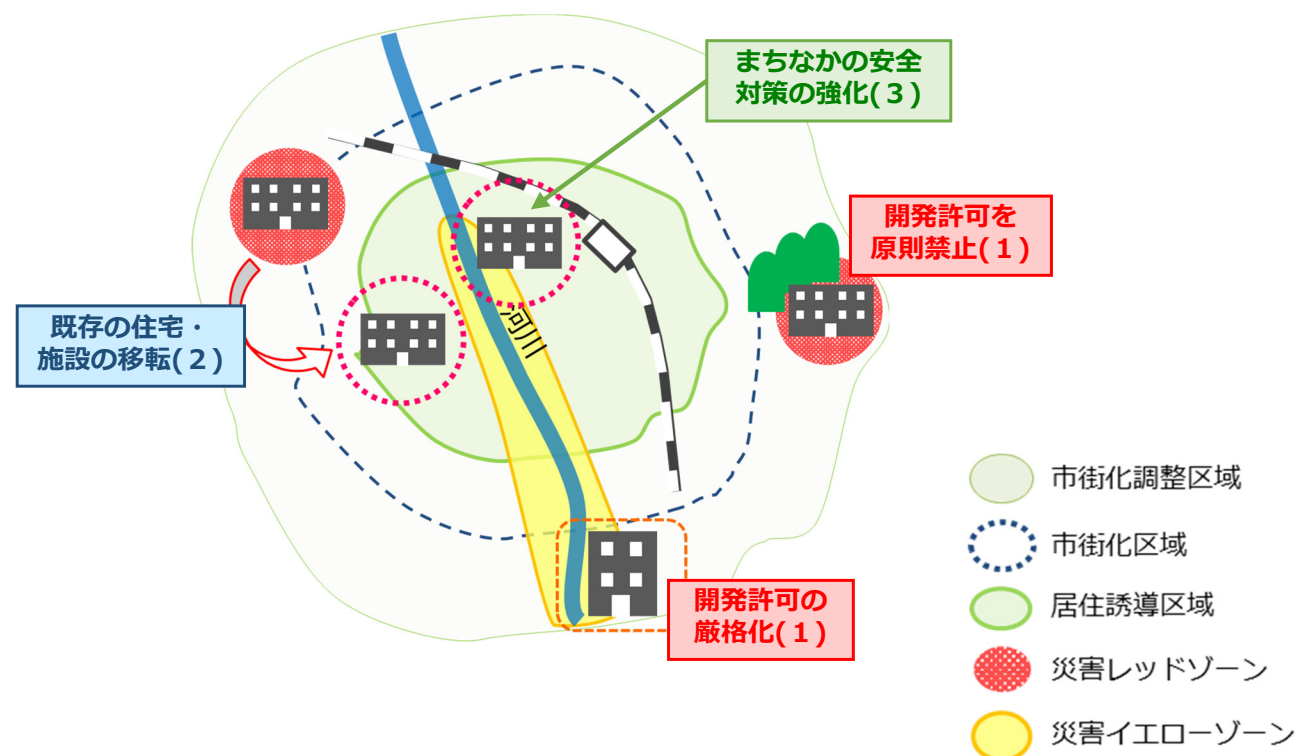 まちなかの安全
対策の強化(３)
開発許可を
原則禁止(１)
既存の住宅・
施設の移転(２)
河川
開発許可の
厳格化(１)
市街化調整区域
市街化区域
居住誘導区域
災害レッドゾーン
災害イエローゾーン